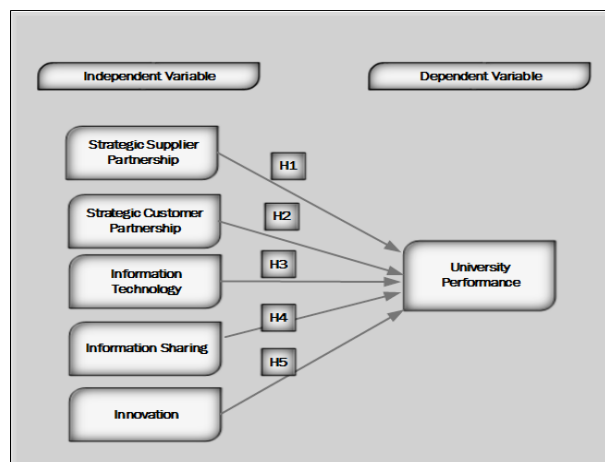 Independent Variable
Dependent Variable
Strategic Supplier
Partnership
H1
Strategic Customer
Partnership
H2
Information
Technology
H3
University
Performance
Information Sharing
H4
Innovation
H5